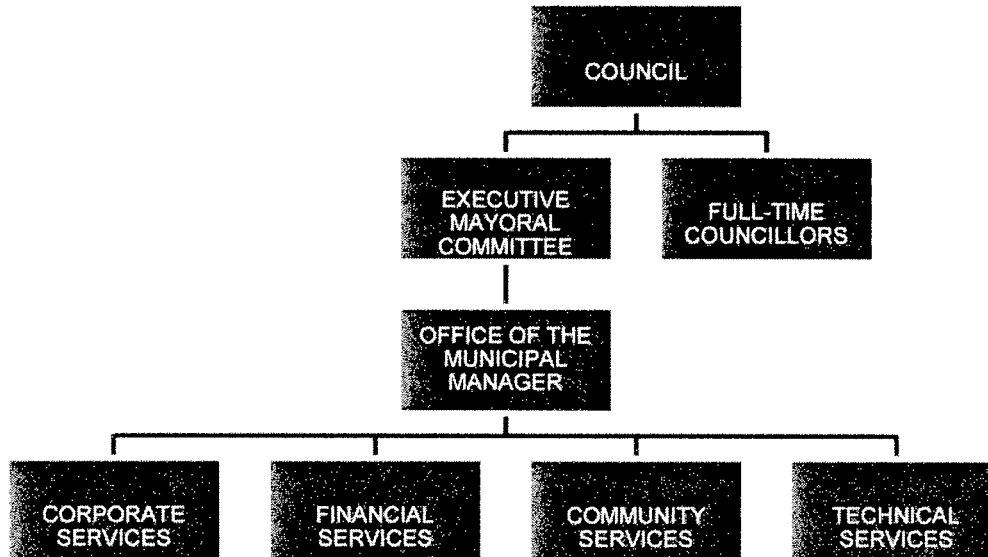 COUNCIL
EXECUTIVE
MAYORAL
COMMITTEE
FULL-TIME
COUNCILLORS
OFFICE OF THE
MUNICIPAL
MANAGER
CORPORATE
SERVICES
FINANCIAL
SERVICES
COMMUNITY
SERVICES
TECHNICAL
SERVICES